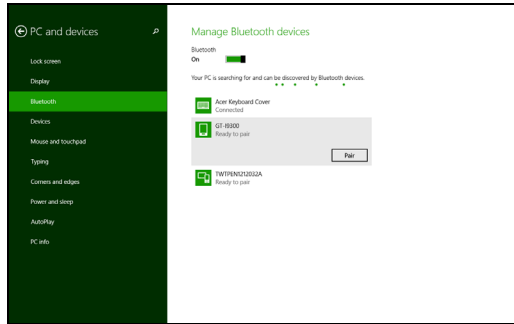 PC and devices
Lock screen
Display
Bluetooth
Devices
Mouse and touchpad
Typing
Corners and edges
Power and sleep
AutoPlay
PC info
Manage Bluetooth devices
Bluetooth
On
Your PC is searching for and can be discovered by Bluetooth devices.
Acer Keyboard Cover
Connected
GT-I9300
Ready to pair
Pair
TWTPEN1212032A
Ready to pair